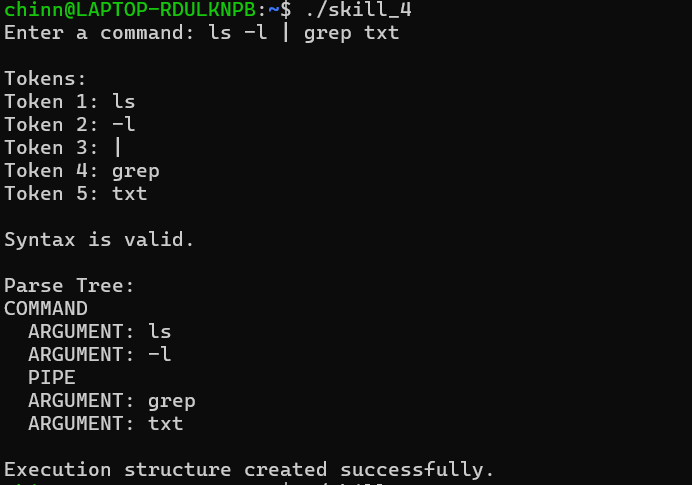 chinn@LAPTOP-RDULKNPB:~$ ./skill_4
Enter a command: ls -l | grep txt
Tokens:
Token 1: ls
Token 2: -l
Token 3: |
Token 4: grep
Token 5: txt
Syntax is valid.
Parse Tree:
COMMAND
ARGUMENT: ls
ARGUMENT: -l
PIPE
ARGUMENT: grep
ARGUMENT: txt
Execution structure created successfully.